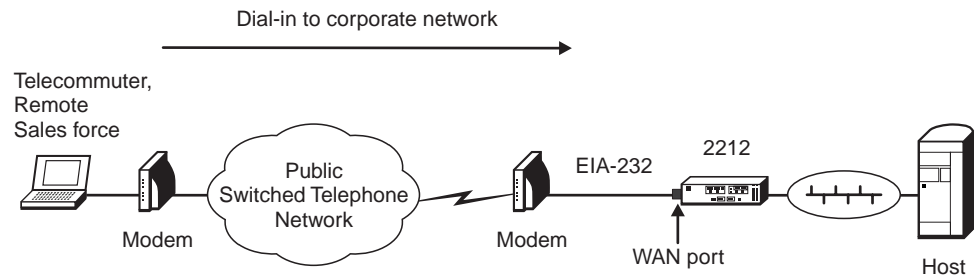 Dial-in to corporate network
Telecommuter,
Remote
Sales force
Public
Switched Telephone
Network
Modem
Modem
EIA-232
2212
WAN port
Host